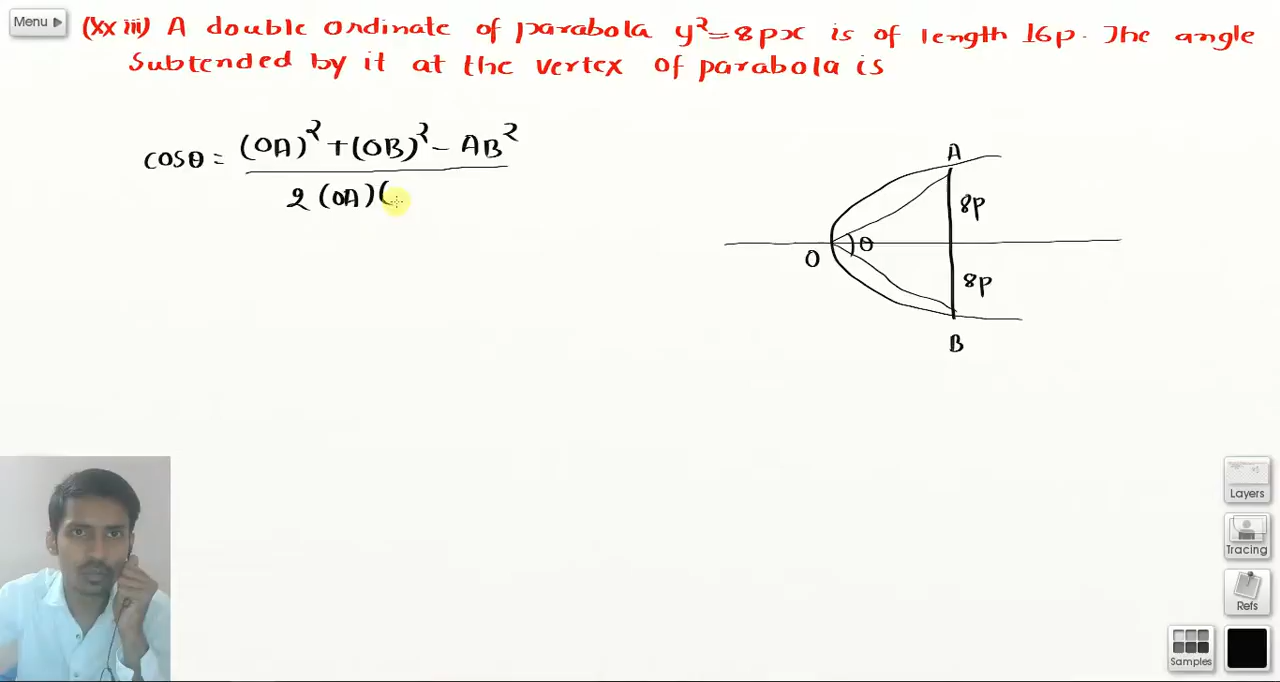 Menu
(xxiii) A double ordinate of parabola y²=8px is of length 16p. The angle
Subtended by it at the vertex of parabola is
cosθ = (OA)² + (OB)² - AB²
2 (OA)(
A
8p
θ
O
8p
B
Layers
Tracing
Refs
Samples